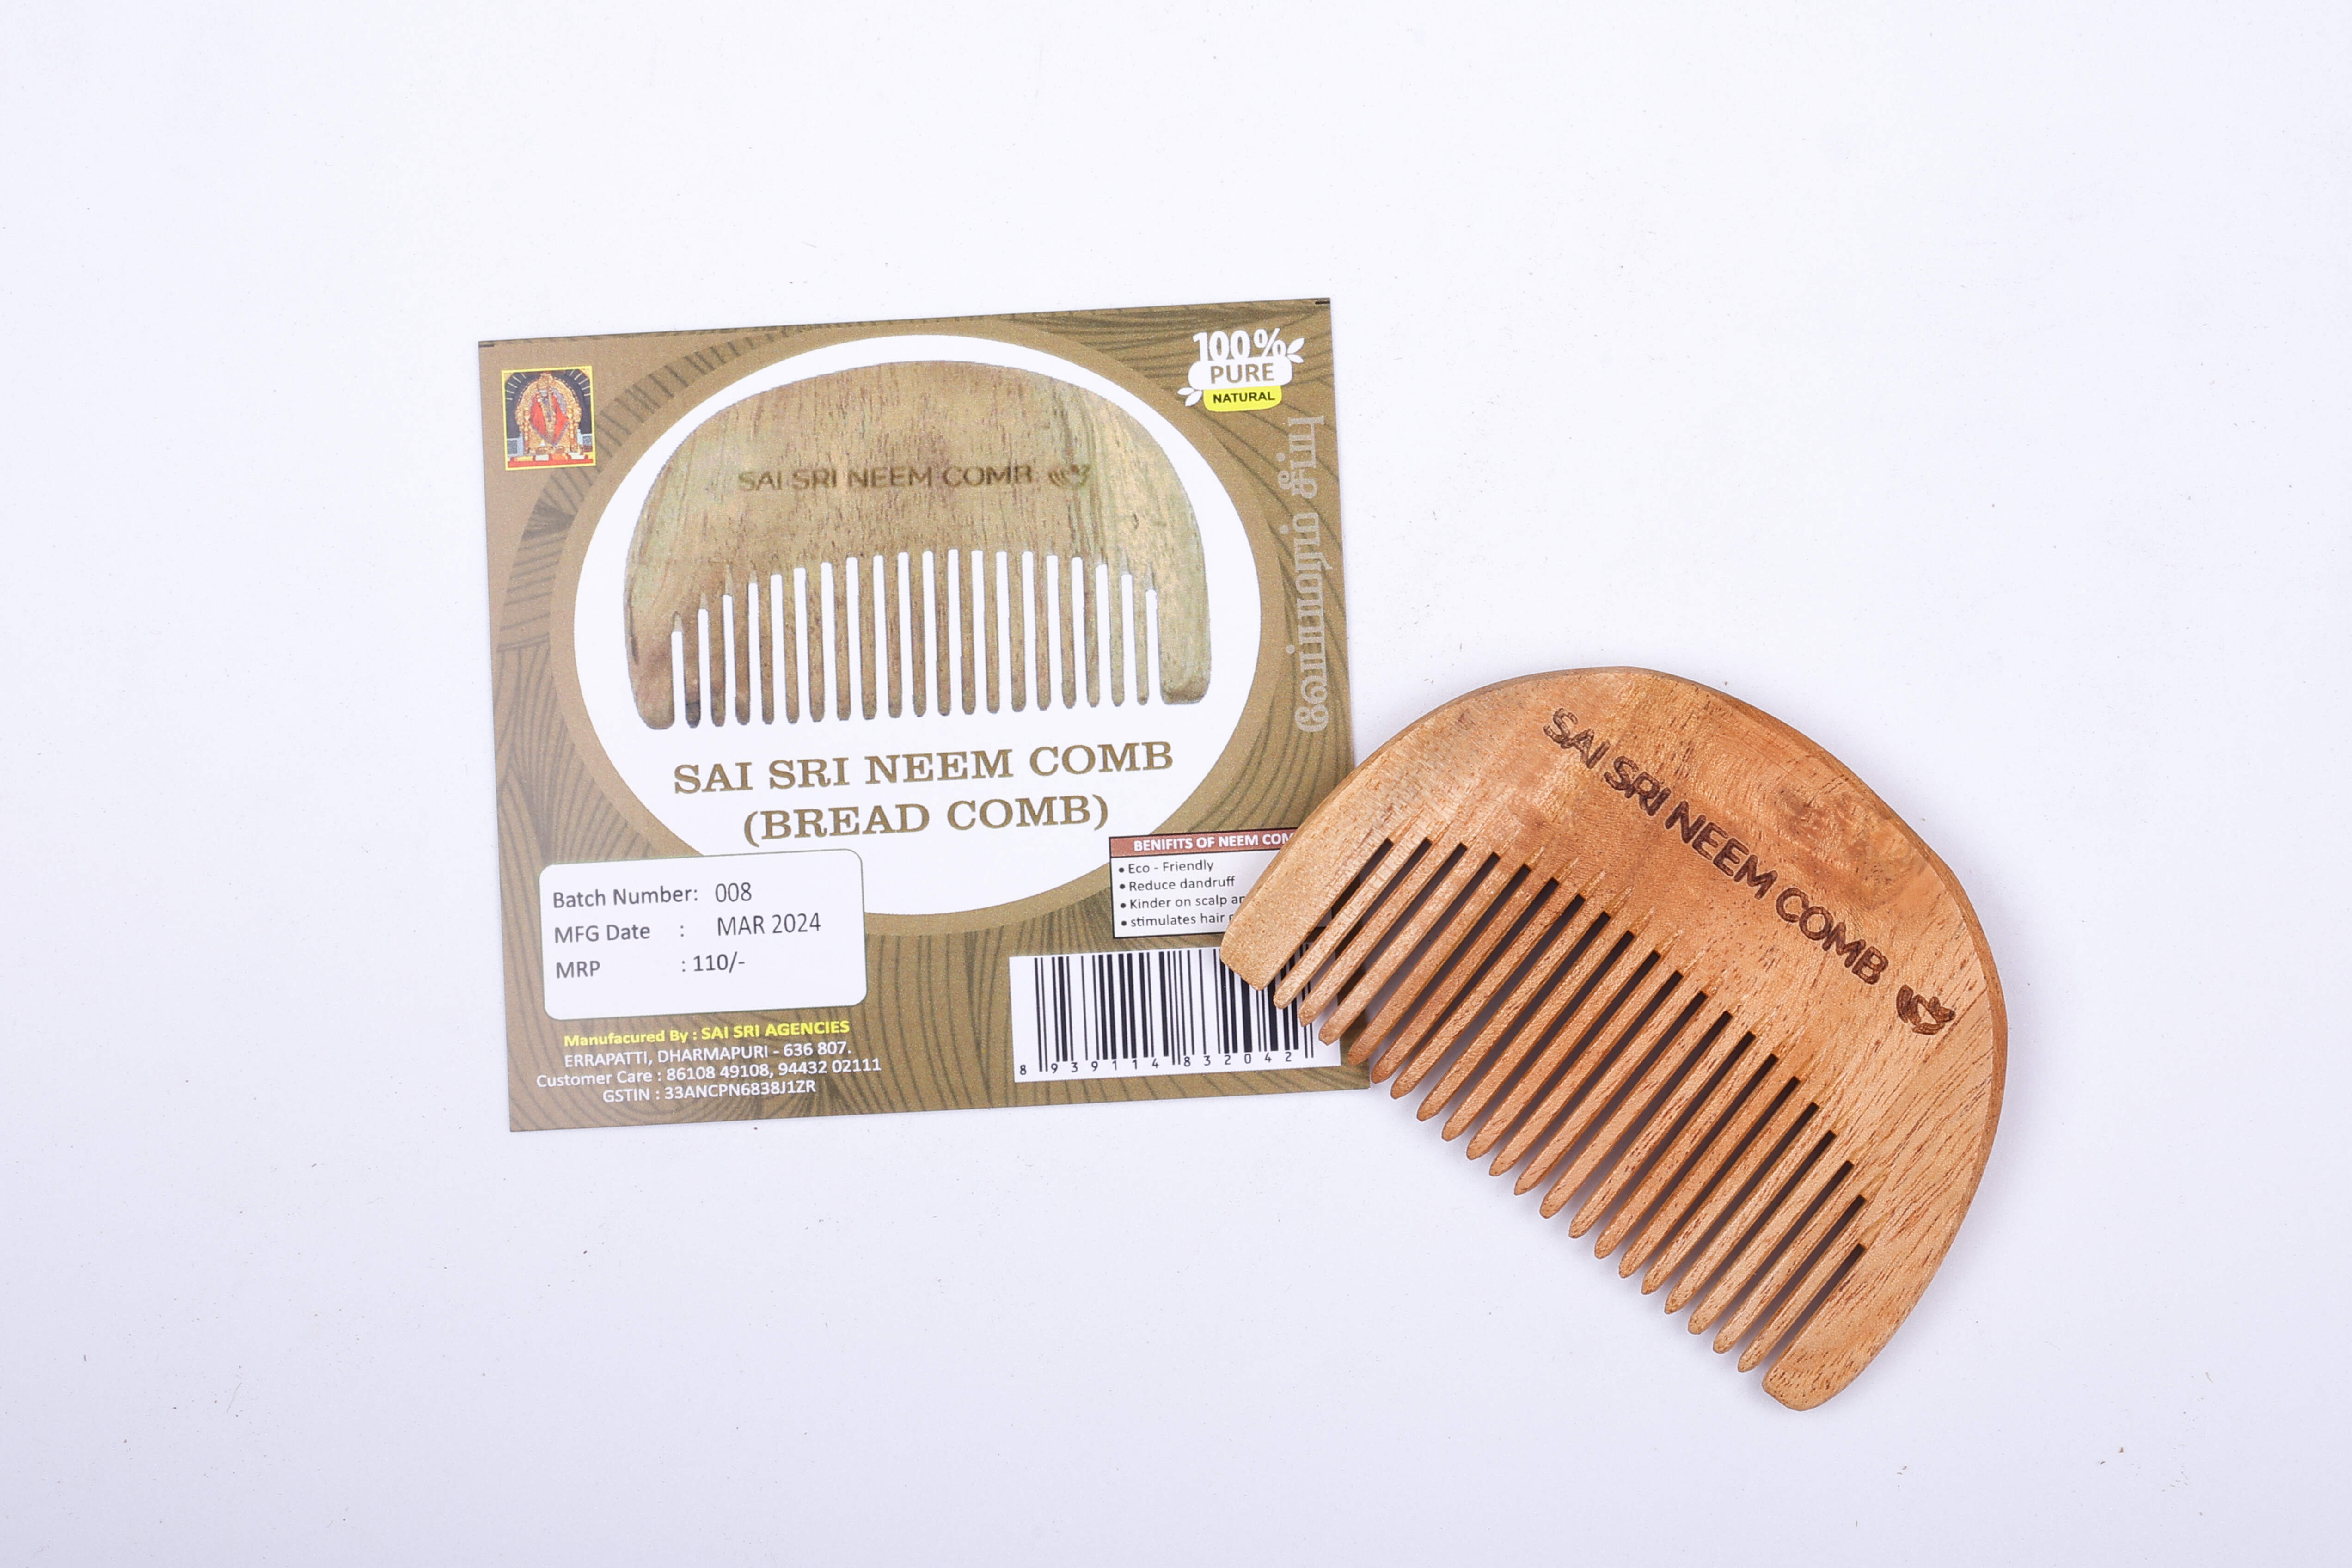 100%
PURE
NATURAL
வேப்பமரம் சீப்பு
SAI SRI NEEM COMB
SAI SRI NEEM COMB
(BREAD COMB)
BENIFITS OF NEEM
• Eco - Friendly
• Reduce dandruff
• Kinder on scalp
• stimulates hair
Batch Number: 008
MFG Date : MAR 2024
MRP : 110/-
Manufacured By : SAI SRI AGENCIES
ERRAPATTI, DHARMAPURI - 636 807.
Customer Care : 86108 49108, 94432 02111
GSTIN : 33ANCPN6838J1ZR
8 939114 832042
SAI SRI NEEM COMB